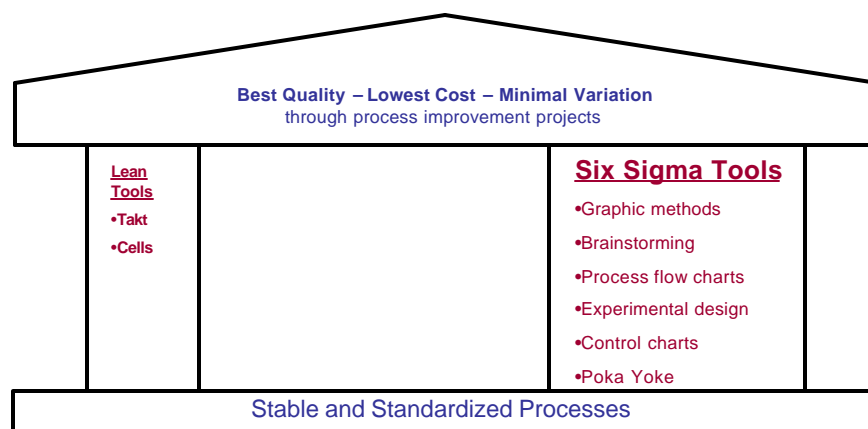 Best Quality – Lowest Cost – Minimal Variation
through process improvement projects
Lean
Tools
•Takt
•Cells
Six Sigma Tools
•Graphic methods
•Brainstorming
•Process flow charts
•Experimental design
•Control charts
•Poka Yoke
Stable and Standardized Processes